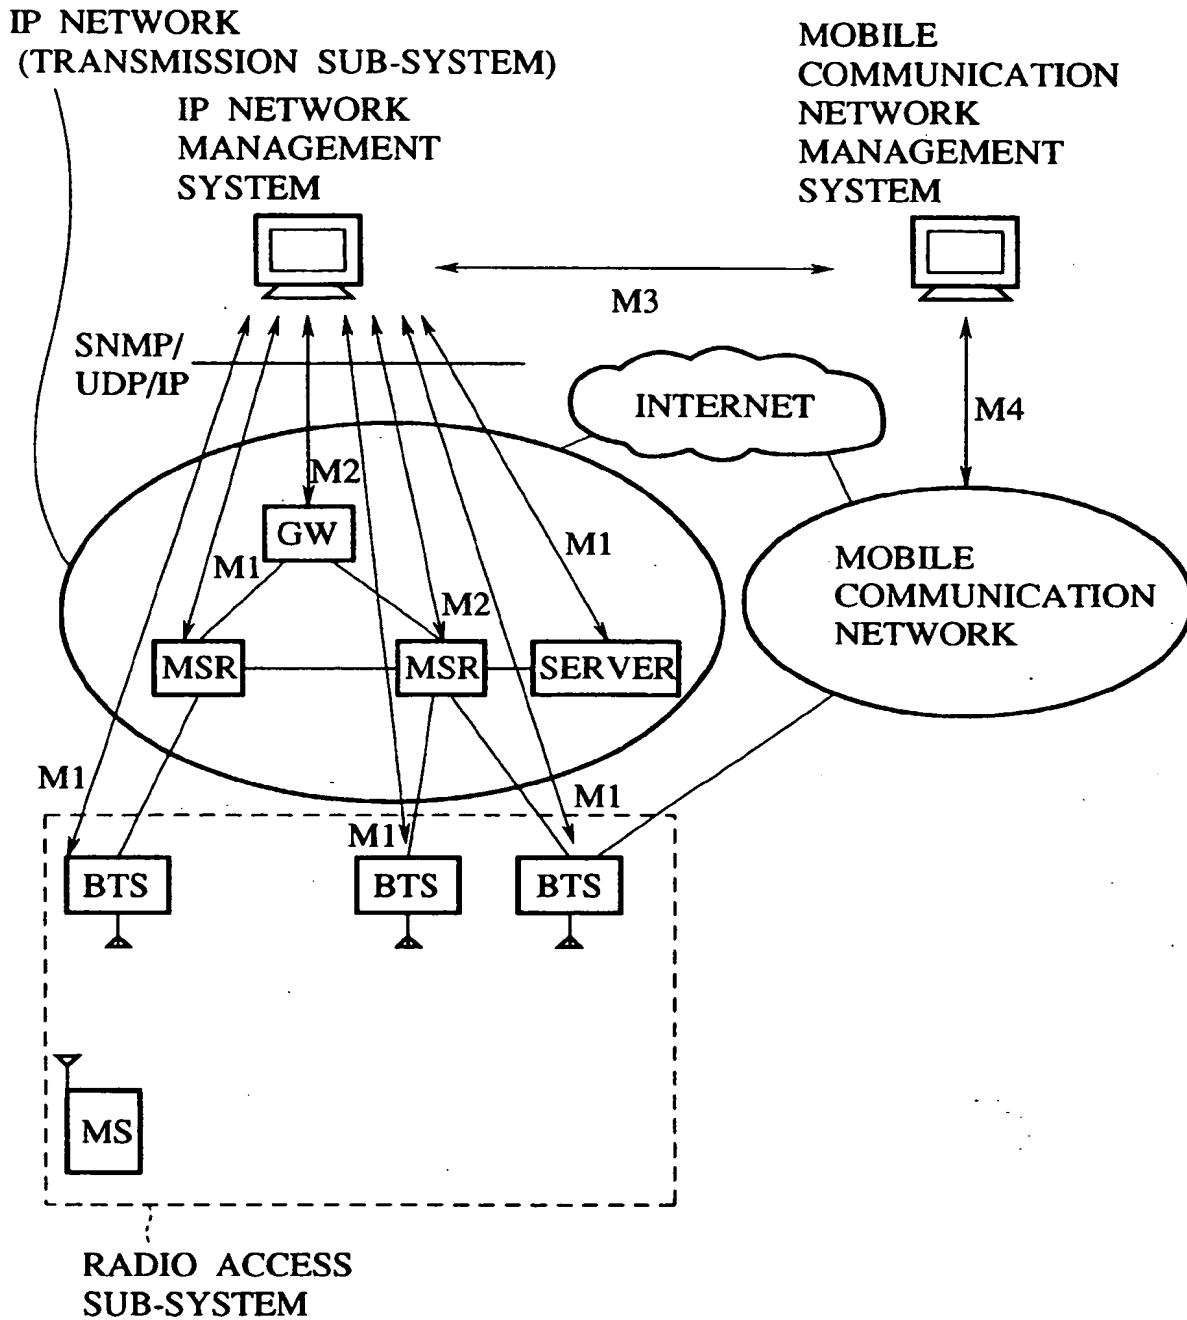 IP NETWORK
(TRANSMISSION SUB-SYSTEM)
IP NETWORK
MANAGEMENT
SYSTEM
MOBILE
COMMUNICATION
NETWORK
MANAGEMENT
SYSTEM
M3
SNMP/
UDP/IP
INTERNET
M4
M2
GW
M1
M1
M2
MSR
MSR
SERVER
MOBILE
COMMUNICATION
NETWORK
M1
M1
M1
BTS
BTS
BTS
MS
RADIO ACCESS
SUB-SYSTEM